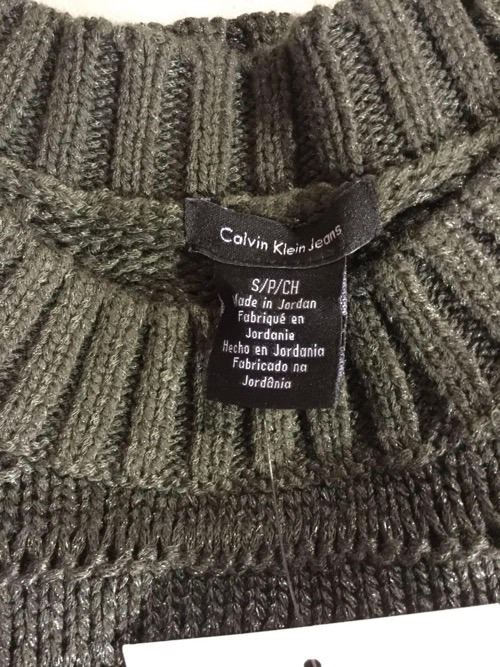 Calvin Klein Jeans
S/P/CH
Made in Jordan
Fabriqué en
Jordanie
Hecho en Jordania
Fabricado na
Jordânia